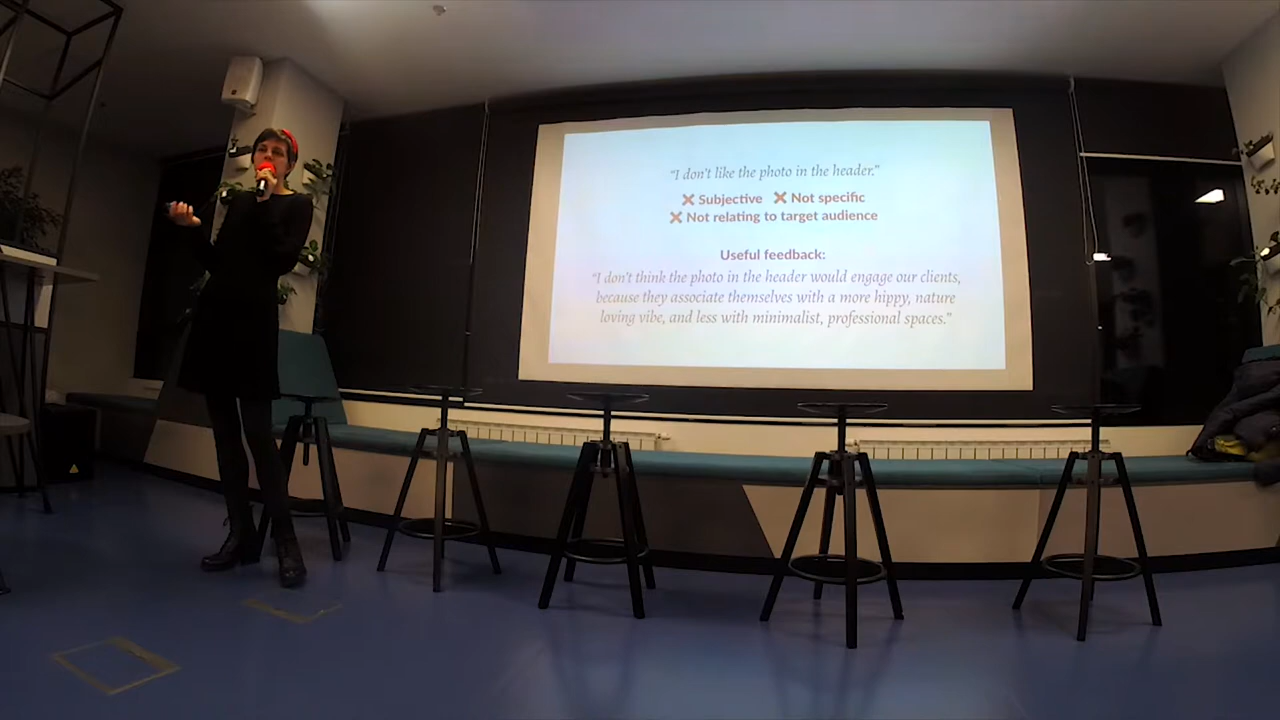 “I don't like the photo in the header.”
❌ Subjective ❌ Not specific
❌ Not relating to target audience
Useful feedback:
“I don't think the photo in the header would engage our clients,
because they associate themselves with a more hippy, nature
loving vibe, and less with minimalist, professional spaces.”